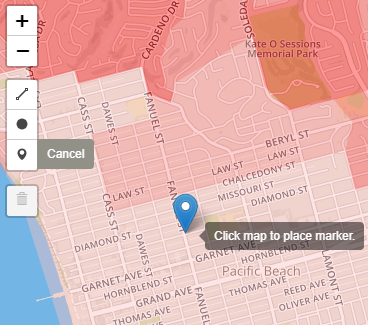 +
−
CARDENO DR
SOLEDA
Kate O Sessions
Memorial Park
CASS ST
DAWES ST
FANUEL ST
BERYL ST
LAW ST
LAW ST
CHALCEDONY ST
Cancel
MISSOURI ST
DIAMOND ST
LAW ST
CASS ST
Click map to place marker.
DIAMOND ST
DAWES ST
GARNET AVE
HORNBLEND ST
Pacific Beach
LAMONT ST
GARNET AVE
HORNBLEND ST
THOMAS AVE
REED AVE
GRAND AVE
OLIVER AVE
FANUEL
THOMAS AVE